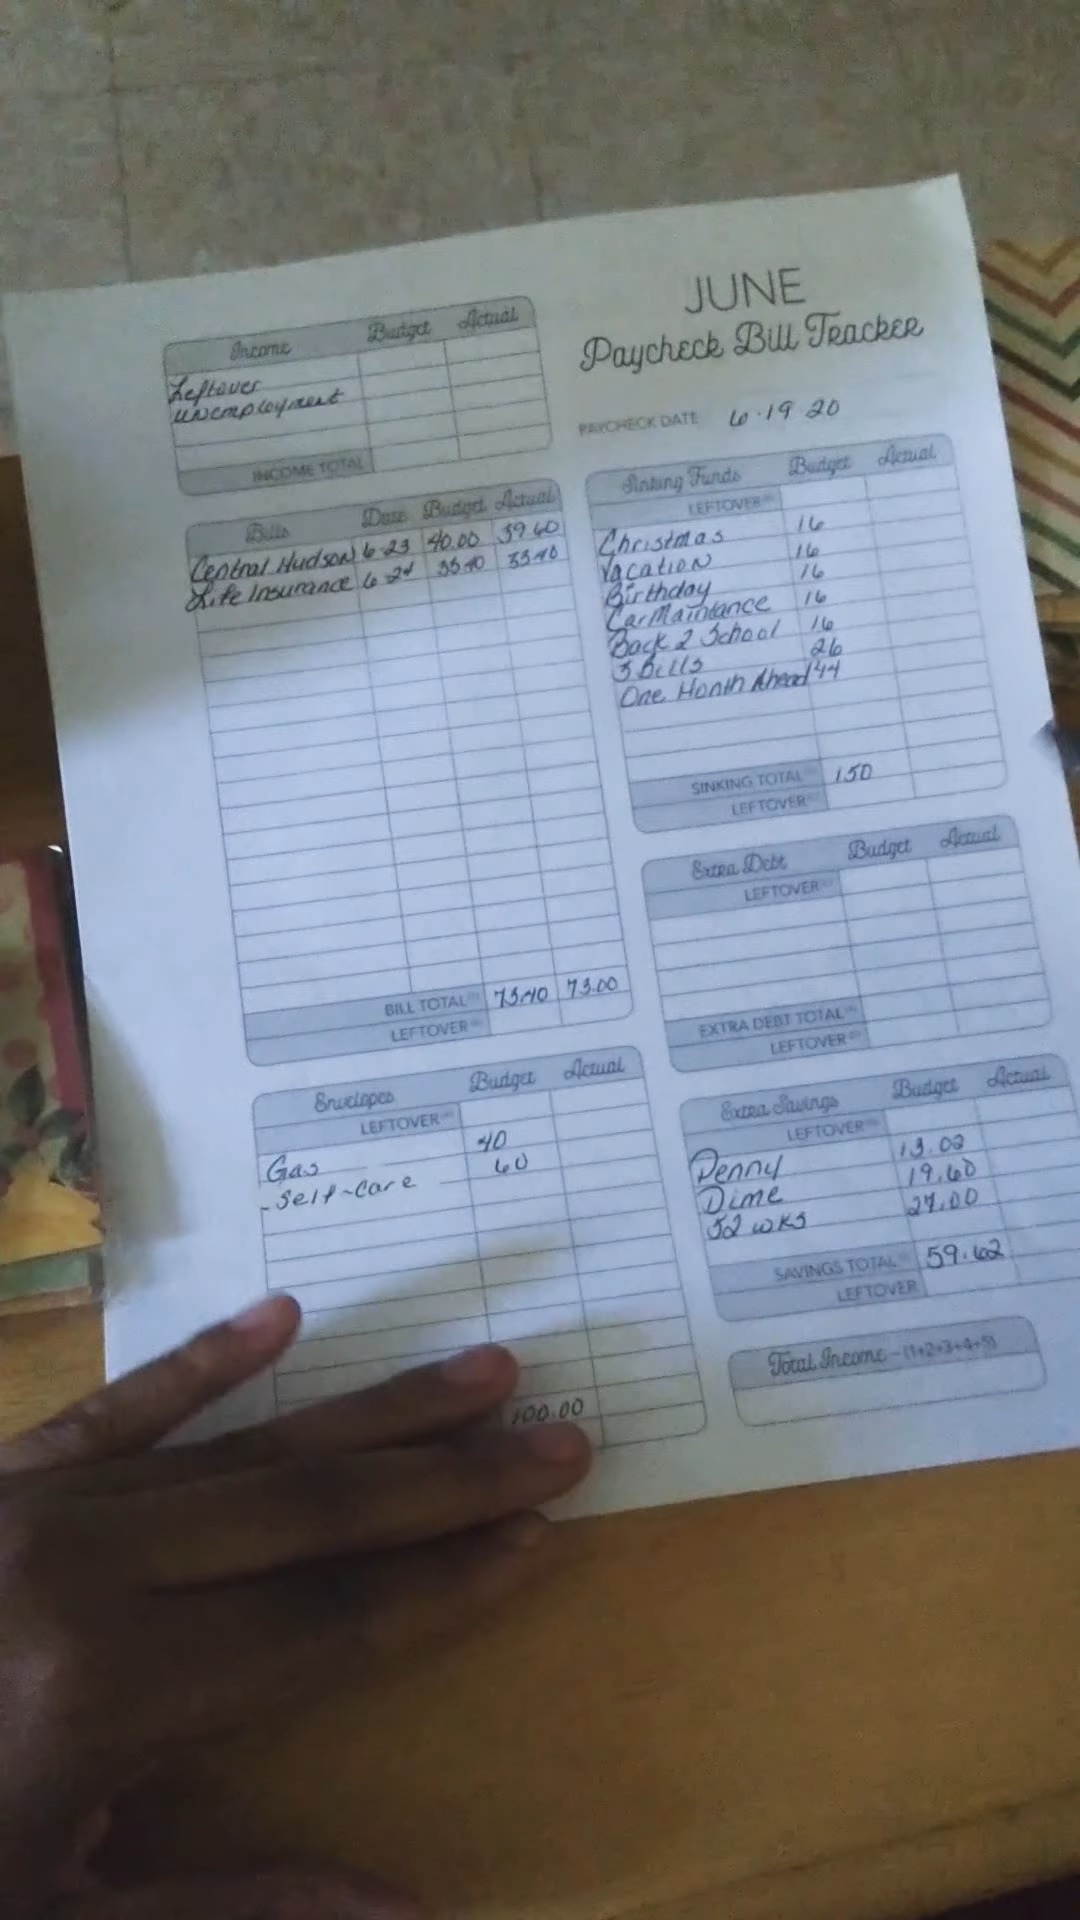 JUNE
Paycheck Bill Tracker
PAYCHECK DATE 6.19 20
Income Budget Actual
Leftover
unemployment
INCOME TOTAL
Bills Date Budget Actual
Central Hudson 6-23 40.00 39.60
Life Insurance 6-24 33.40 33.40
BILL TOTAL 73.40 73.00
LEFTOVER
Envelopes Budget Actual
LEFTOVER
Gas 40
Self-care 60
100.00
Sinking Funds Budget Actual
LEFTOVER
Christmas 16
Vacation 16
Birthday 16
Car Maintance 16
Back 2 School 16
3 Bills 26
One Month Ahead 44
SINKING TOTAL 150
LEFTOVER
Extra Debt Budget Actual
LEFTOVER
EXTRA DEBT TOTAL
LEFTOVER
Extra Savings Budget Actual
LEFTOVER
Penny 13.02
Dime 19.60
52 wks 27.00
SAVINGS TOTAL 59.62
LEFTOVER
Total Income - (1+2+3+4+5)